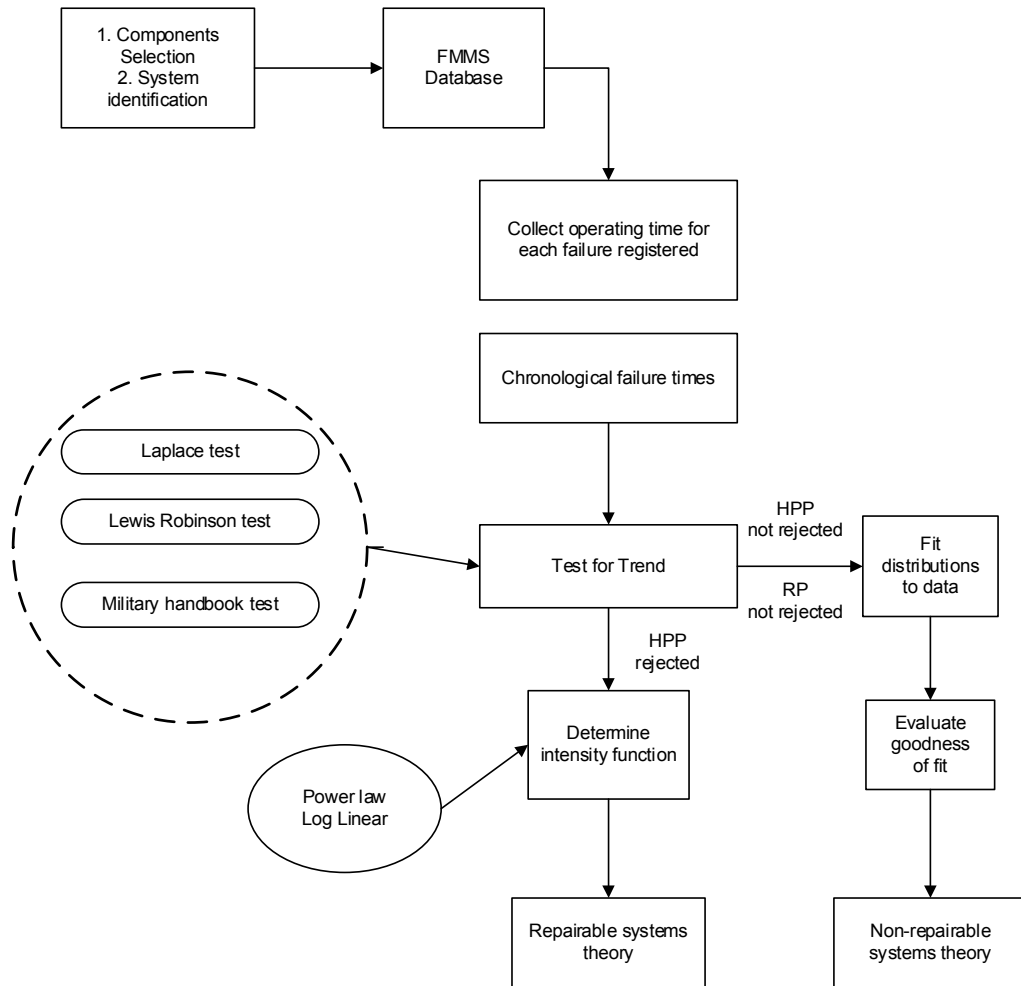 1. Components
Selection
2. System
identification
FMMS
Database
Collect operating time for
each failure registered
Chronological failure times
Laplace test
Lewis Robinson test
Military handbook test
Test for Trend
HPP
not rejected
RP
not rejected
Fit
distributions
to data
HPP
rejected
Determine
intensity function
Power law
Log Linear
Evaluate
goodness
of fit
Repairable systems
theory
Non-repairable
systems theory